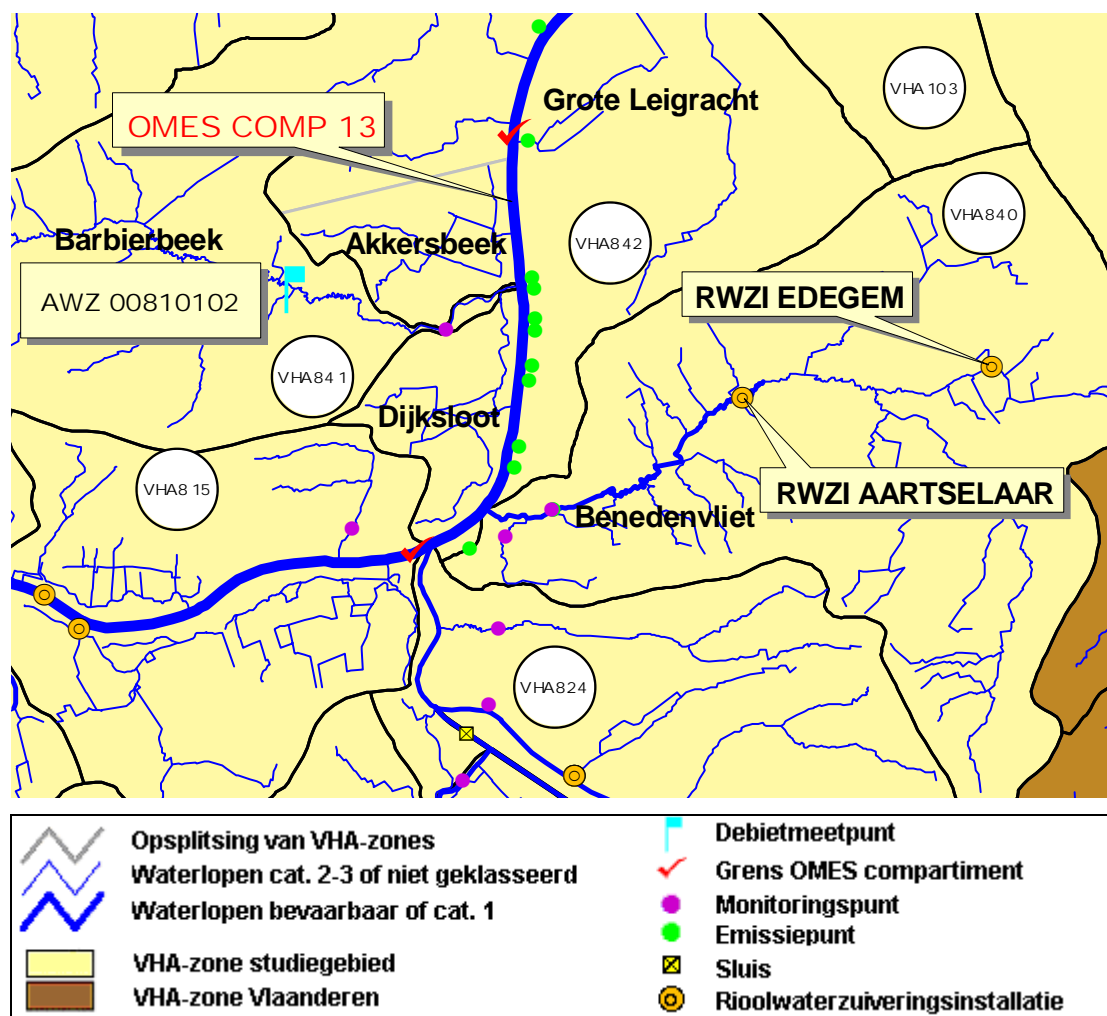 VHA103
Grote Leigracht
OMES COMP 13
VHA840
VHA842
Barbierbeek
Akkersbeek
AWZ 00810102
RWZI EDEGEM
VHA841
Dijksloot
VHA815
RWZI AARTSELAAR
Benedenvliet
VHA824
Opsplitsing van VHA-zones
Waterlopen cat. 2-3 of niet geklasseerd
Waterlopen bevaarbaar of cat. 1
VHA-zone studiegebied
VHA-zone Vlaanderen
Debietmeetpunt
Grens OMES compartiment
Monitoringspunt
Emissiepunt
Sluis
Rioolwaterzuiveringsinstallatie